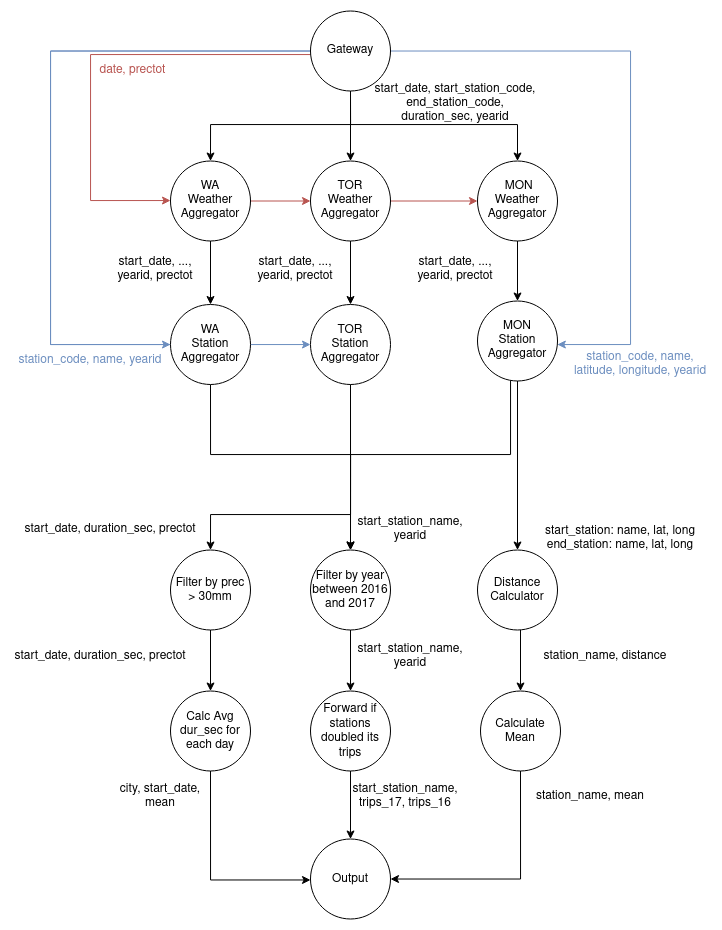 Gateway
date, prectot
start_date, start_station_code,
end_station_code,
duration_sec, yearid
WA
Weather
Aggregator
TOR
Weather
Aggregator
MON
Weather
Aggregator
start_date, ...,
yearid, prectot
start_date, ...,
yearid, prectot
start_date, ...,
yearid, prectot
WA
Station
Aggregator
TOR
Station
Aggregator
MON
Station
Aggregator
station_code, name, yearid
station_code, name,
latitude, longitude, yearid
start_date, duration_sec, prectot
start_station_name,
yearid
start_station: name, lat, long
end_station: name, lat, long
Filter by prec
> 30mm
Filter by year
between 2016
and 2017
Distance
Calculator
start_date, duration_sec, prectot
start_station_name,
yearid
station_name, distance
Calc Avg
dur_sec for
each day
Forward if
stations
doubled its
trips
Calculate
Mean
city, start_date,
mean
start_station_name,
trips_17, trips_16
station_name, mean
Output